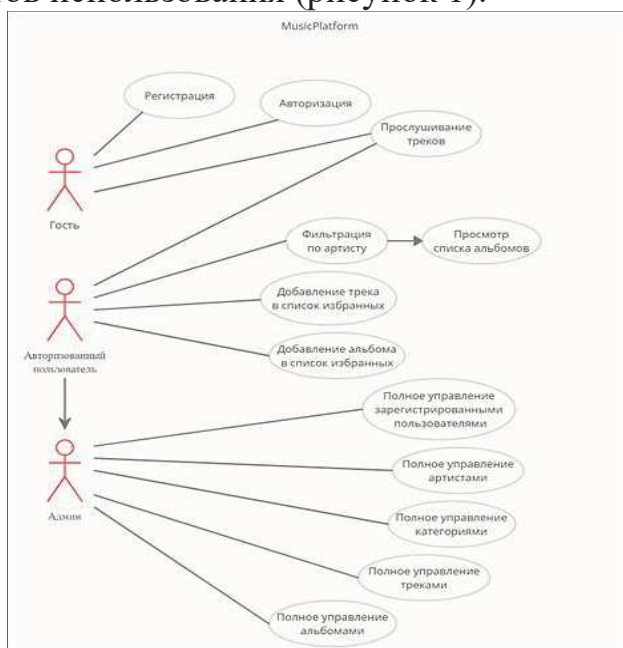 ов использования (рисунок 1).
MusicPlatform
Регистрация
Авторизация
Прослушивание
треков
Гость
Фильтрация
по артисту
Просмотр
списка альбомов
Добавление трека
в список избранных
Добавление альбома
в список избранных
Авторизованный
пользователь
Полное управление
зарегистрированными
пользователями
Полное управление
артистами
Админ
Полное управление
категориями
Полное управление
треками
Полное управление
альбомами